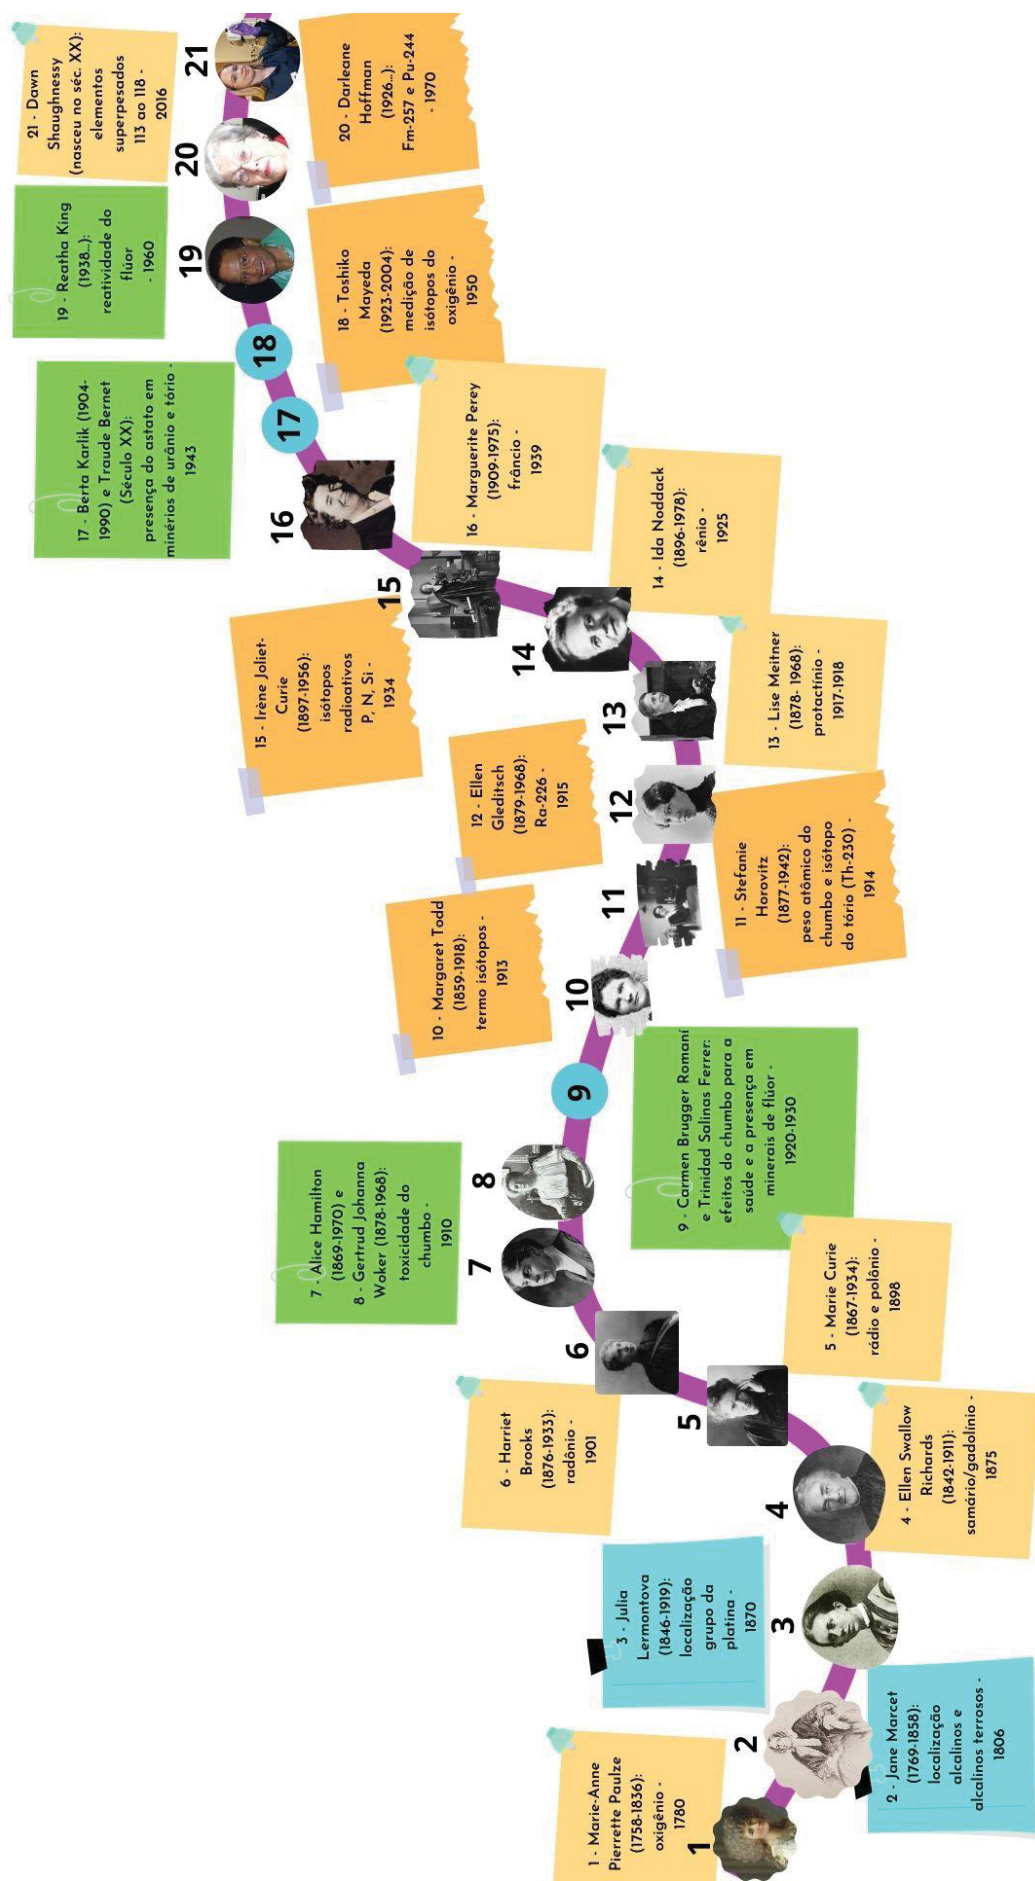 1 - Marie-Anne
Pierrette Paulze
(1758-1836):
oxigênio -
1780
1
2
2 - Jane Marcet
(1769-1858):
localização
alcalinos e
alcalinos terrosos -
1806
3 - Julia
Lermontova
(1846-1919):
localização
grupo da
platina -
1870
3
4
4 - Ellen Swallow
Richards
(1842-1911):
samário/gadolínio -
1875
5
5 - Marie Curie
(1867-1934):
rádio e polônio -
1898
6 - Harriet
Brooks
(1876-1933):
radônio -
1901
6
7 - Alice Hamilton
(1869-1970) e
8 - Gertrud Johanna
Woker (1878-1968):
toxicidade do
chumbo -
1910
7
8
9
9 - Carmen Brugger Romaní
e Trinidad Salinas Ferrer:
efeitos do chumbo para a
saúde e a presença em
minerais de flúor -
1920-1930
10 - Margaret Todd
(1859-1918):
termo isótopos -
1913
10
11
11 - Stefanie
Horovitz
(1877-1942):
peso atômico do
chumbo e isótopo
do tório (Th-230) -
1914
12 - Ellen
Gleditsch
(1879-1968):
Ra-226 -
1915
12
13
13 - Lise Meitner
(1878- 1968):
protactínio -
1917-1918
14
14 - Ida Noddack
(1896-1978):
rênio -
1925
15 - Irène Joliet-
Curie
(1897-1956):
isótopos
radioativos
P, N, Si -
1934
15
16
16 - Marguerite Perey
(1909-1975):
frâncio -
1939
17 - Berta Karlik (1904-
1990) e Traude Bernet
(Século XX):
presença do astato em
minérios de urânio e tório -
1943
17
18
18 - Toshiko
Mayeda
(1923-2004):
medição de
isótopos do
oxigênio -
1950
19 - Reatha King
(1938...):
reatividade do
flúor
- 1960
19
20
20 - Darleane
Hoffman
(1926...):
Fm-257 e Pu-244
- 1970
21 - Dawn
Shaughnessy
(nasceu no séc. XX):
elementos
superpesados
113 ao 118 -
2016
21